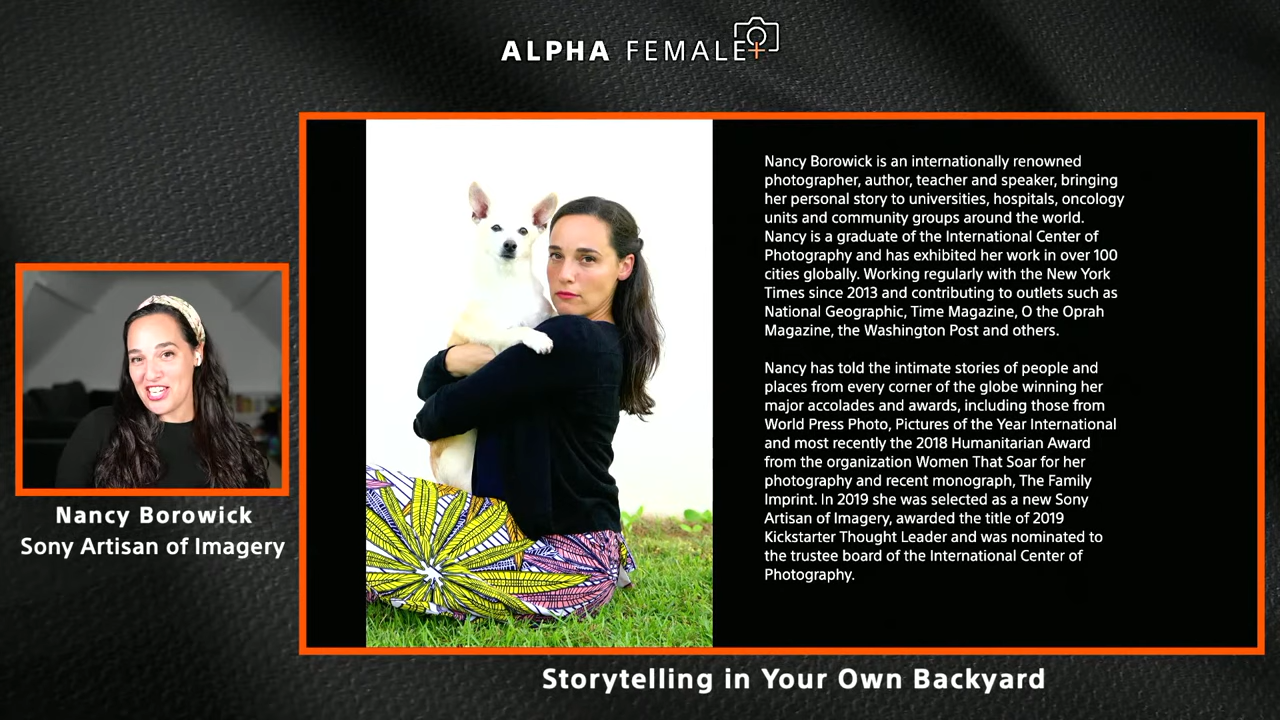 ALPHA FEMALE
Nancy Borowick is an internationally renowned
photographer, author, teacher and speaker, bringing
her personal story to universities, hospitals, oncology
units and community groups around the world.
Nancy is a graduate of the International Center of
Photography and has exhibited her work in over 100
cities globally. Working regularly with the New York
Times since 2013 and contributing to outlets such as
National Geographic, Time Magazine, O the Oprah
Magazine, the Washington Post and others.
Nancy has told the intimate stories of people and
places from every corner of the globe winning her
major accolades and awards, including those from
World Press Photo, Pictures of the Year International
and most recently the 2018 Humanitarian Award
from the organization Women That Soar for her
photography and recent monograph, The Family
Imprint. In 2019 she was selected as a new Sony
Artisan of Imagery, awarded the title of 2019
Kickstarter Thought Leader and was nominated to
the trustee board of the International Center of
Photography.
Nancy Borowick
Sony Artisan of Imagery
Storytelling in Your Own Backyard